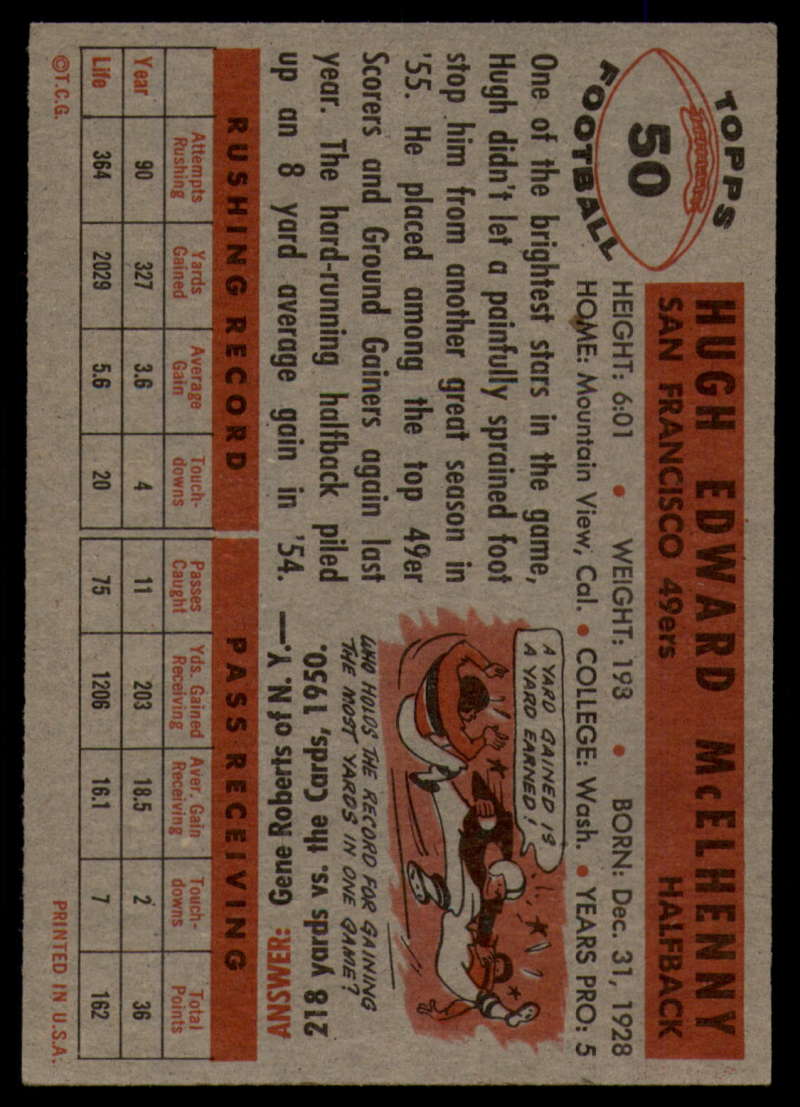 TOPPS
50
FOOTBALL
HUGH EDWARD McELHENNY
SAN FRANCISCO 49ers HALFBACK
HEIGHT: 6:01 • WEIGHT: 193 • BORN: Dec. 31, 1928
HOME: Mountain View, Cal. • COLLEGE: Wash. • YEARS PRO: 5
One of the brightest stars in the game,
Hugh didn't let a painfully sprained foot
stop him from another great season in
'55. He placed among the top 49er
Scorers and Ground Gainers again last
year. The hard-running halfback piled
up an 8 yard average gain in '54.
A YARD GAINED IS
A YARD EARNED!
WHO HOLDS THE RECORD FOR GAINING
THE MOST YARDS IN ONE GAME?
ANSWER: Gene Roberts of N. Y.—
218 yards vs. the Cards, 1950.
RUSHING RECORD PASS RECEIVING
Attempts Rushing Yards Gained Average Gain Touch-downs Passes Caught Yds. Gained Receiving Aver. Gain Receiving Touch-downs Total Points
Year 90 327 3.6 4 11 203 18.5 2 36
Life 364 2029 5.6 20 75 1206 16.1 7 162
©T.C.G. PRINTED IN U.S.A.